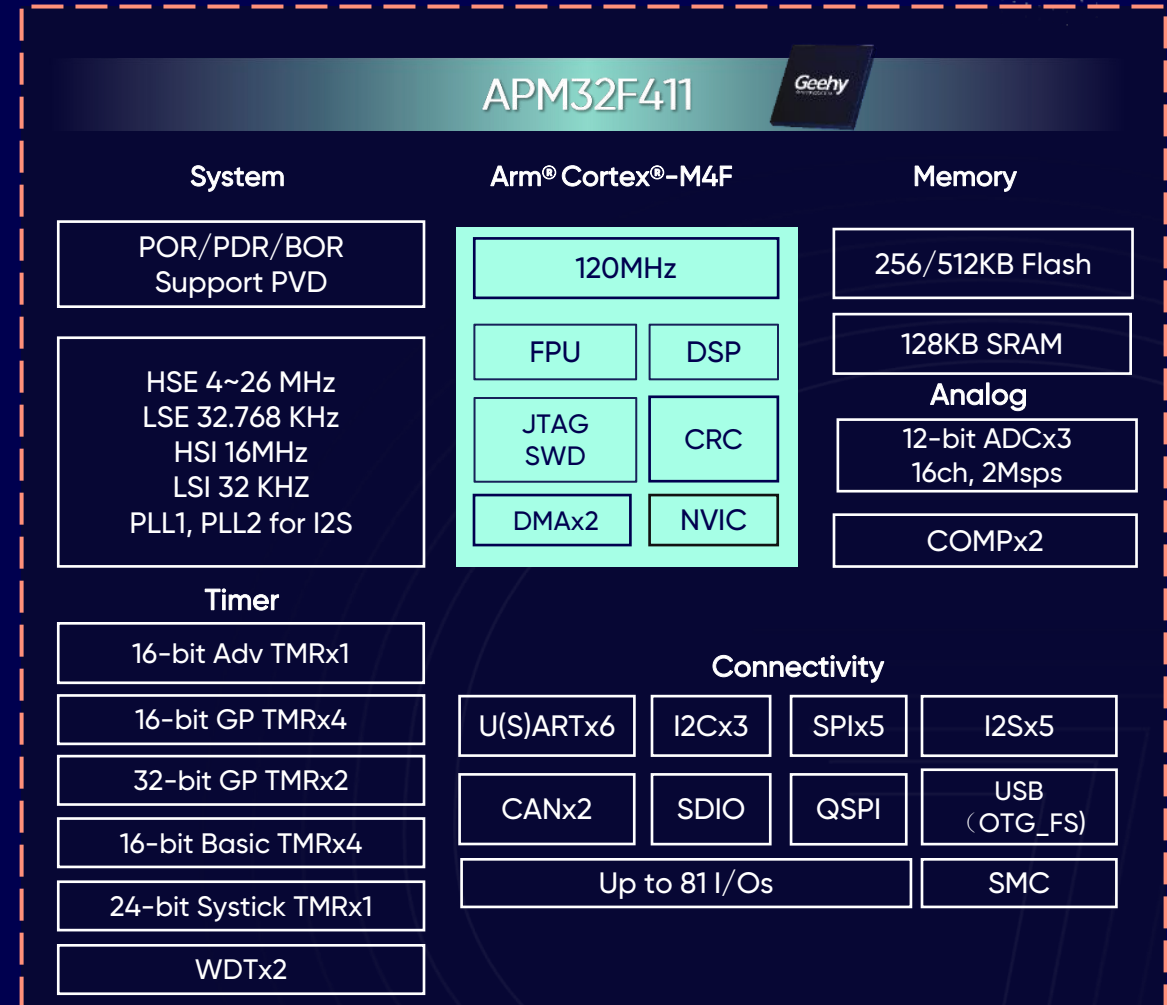 APM32F411
Geehy
System
POR/PDR/BOR
Support PVD
HSE 4~26 MHz
LSE 32.768 KHz
HSI 16MHz
LSI 32 KHZ
PLL1, PLL2 for I2S
Timer
16-bit Adv TMRx1
16-bit GP TMRx4
32-bit GP TMRx2
16-bit Basic TMRx4
24-bit Systick TMRx1
WDTx2
Arm® Cortex®-M4F
120MHz
FPU
DSP
JTAG
SWD
CRC
DMAx2
NVIC
Memory
256/512KB Flash
128KB SRAM
Analog
12-bit ADCx3
16ch, 2Msps
COMPx2
Connectivity
U(S)ARTx6
I2Cx3
SPIx5
I2Sx5
CANx2
SDIO
QSPI
USB
（OTG_FS)
Up to 81 I/Os
SMC